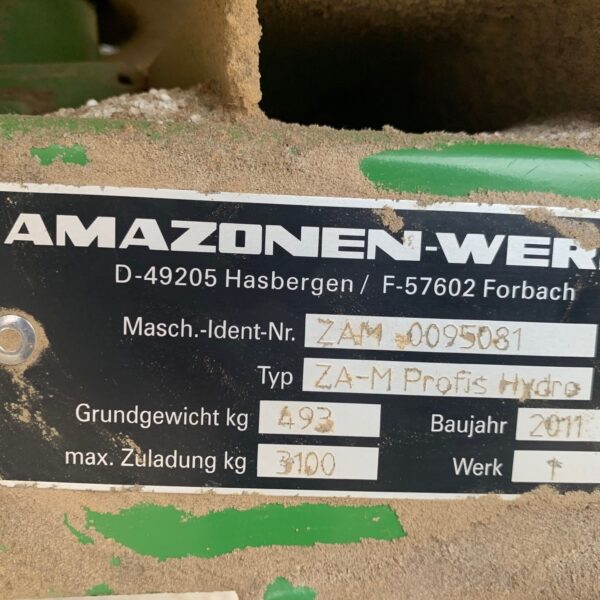 AMAZONEN-WER
D-49205 Hasbergen / F-57602 Forbach
Masch.-Ident-Nr. ZAM 0095081
Typ ZA-M Profis Hydro
Grundgewicht kg 493 Baujahr 2011
max. Zuladung kg 3100 Werk 1